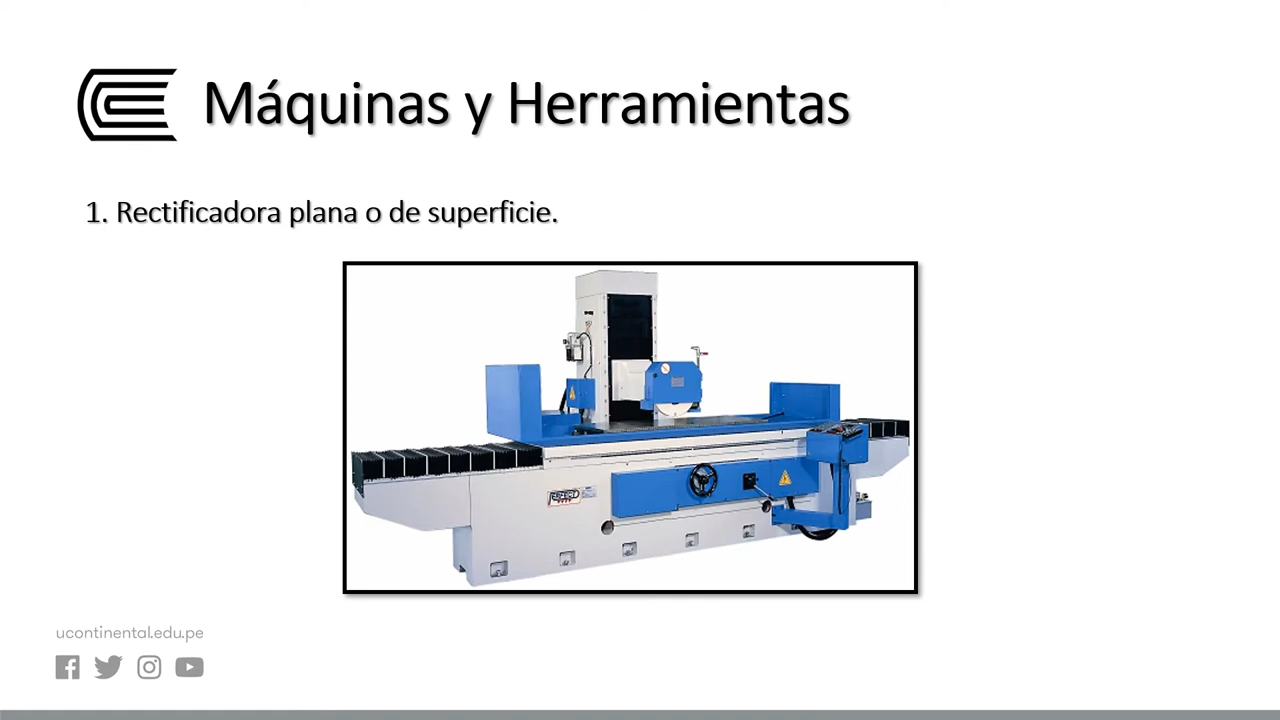 Máquinas y Herramientas
1. Rectificadora plana o de superficie.
ucontinental.edu.pe